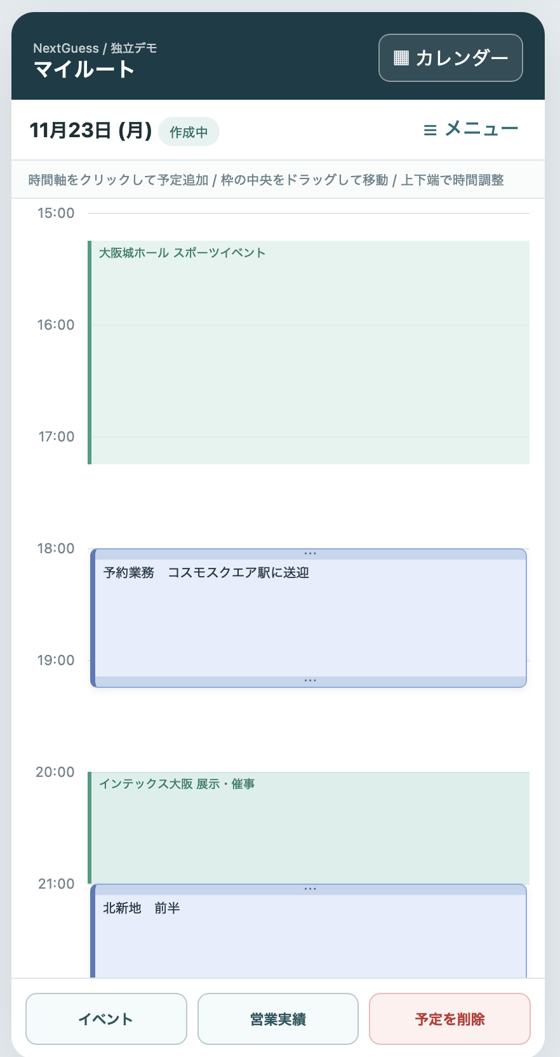 NextGuess / 独立デモ
マイルート
▦ カレンダー
11月23日 (月) 作成中
≡ メニュー
時間軸をクリックして予定追加 / 枠の中央をドラッグして移動 / 上下端で時間調整
15:00
大阪城ホール スポーツイベント
16:00
17:00
18:00
予約業務　コスモスクエア駅に送迎
19:00
20:00
インテックス大阪 展示・催事
21:00
北新地　前半
イベント
営業実績
予定を削除